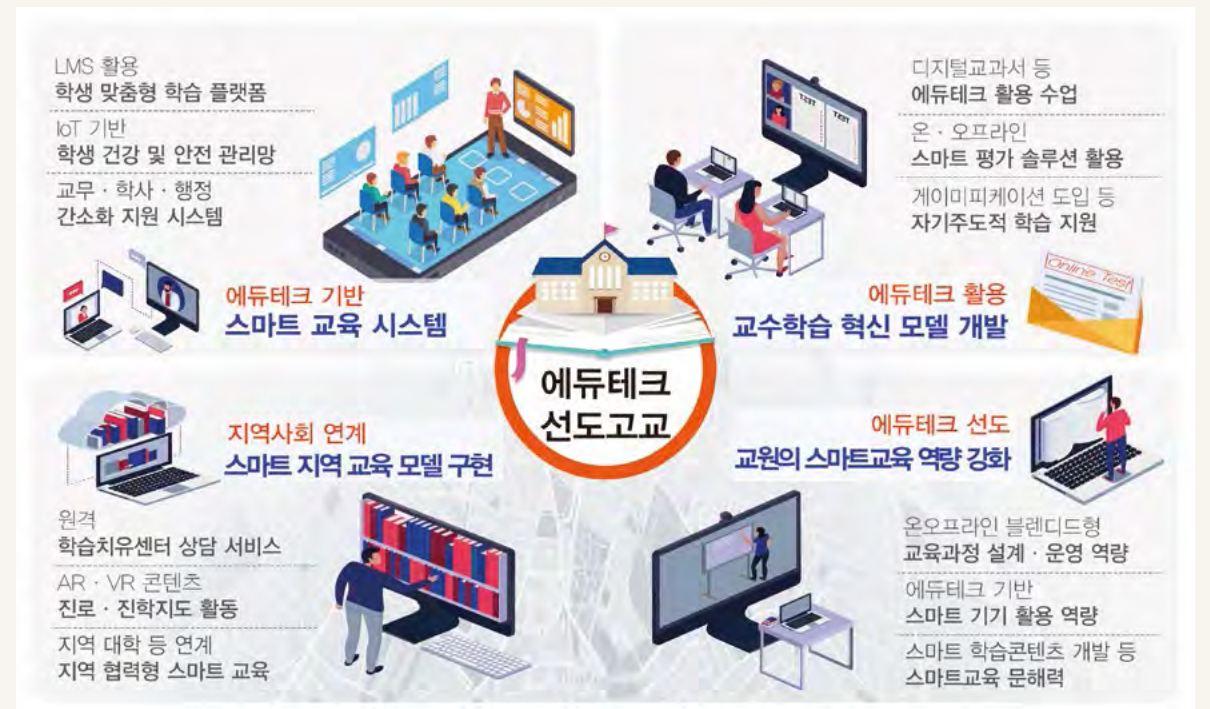 LMS 활용
학생 맞춤형 학습 플랫폼
IoT 기반
학생 건강 및 안전 관리망
교무 · 학사 · 행정
간소화 지원 시스템
에듀테크 기반
스마트 교육 시스템
디지털교과서 등
에듀테크 활용 수업
온 · 오프라인
스마트 평가 솔루션 활용
게이미피케이션 도입 등
자기주도적 학습 지원
TEST
TEST
에듀테크 활용
교수학습 혁신 모델 개발
Online Test
에듀테크
선도고교
지역사회 연계
스마트 지역 교육 모델 구현
원격
학습치유센터 상담 서비스
AR · VR 콘텐츠
진로 · 진학지도 활동
지역 대학 등 연계
지역 협력형 스마트 교육
에듀테크 선도
교원의 스마트교육 역량 강화
온오프라인 블렌디드형
교육과정 설계 · 운영 역량
에듀테크 기반
스마트 기기 활용 역량
스마트 학습콘텐츠 개발 등
스마트교육 문해력